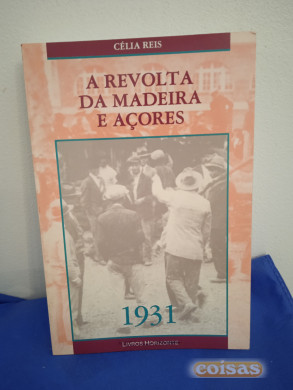 CÉLIA REIS
A REVOLTA
DA MADEIRA
E AÇORES
1931
Livros Horizonte
coisas